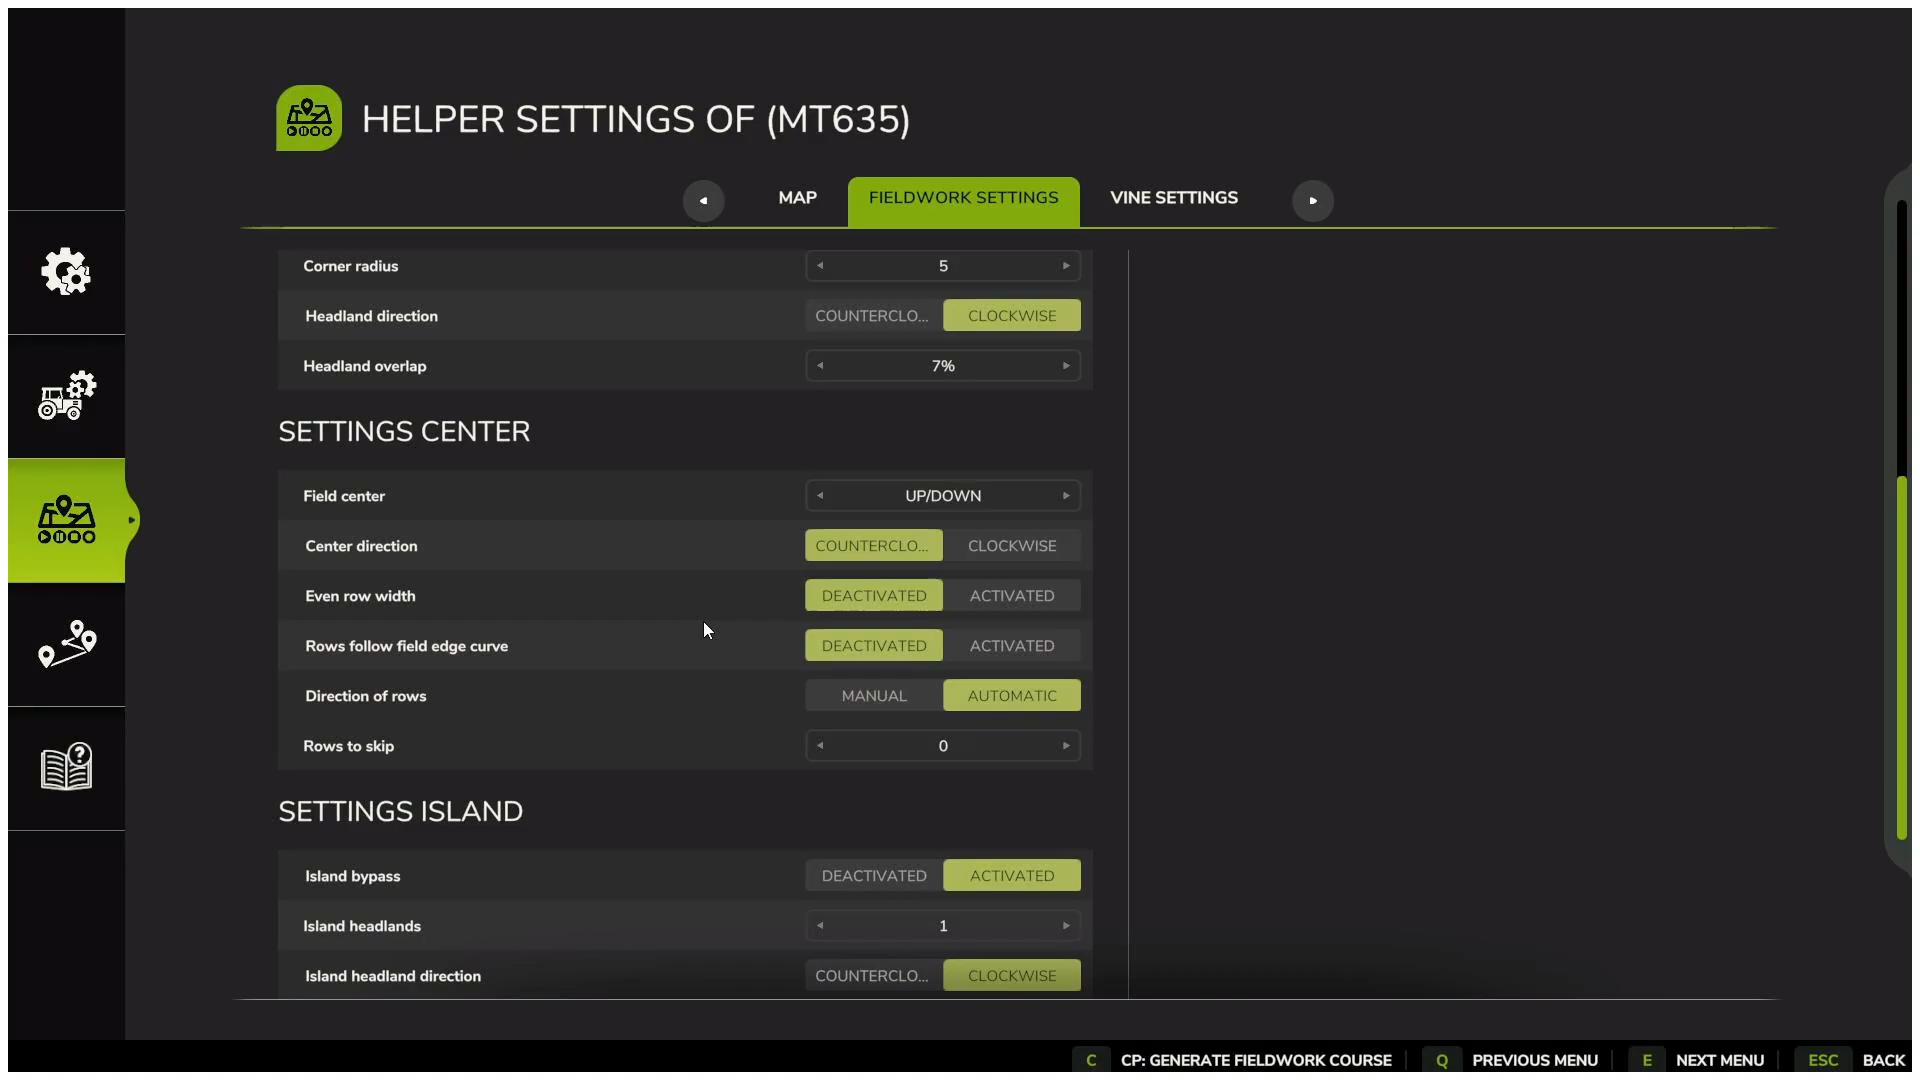 HELPER SETTINGS OF (MT635)
MAP FIELDWORK SETTINGS VINE SETTINGS
Corner radius 5
Headland direction COUNTERCLO... CLOCKWISE
Headland overlap 7%
SETTINGS CENTER
Field center UP/DOWN
Center direction COUNTERCLO... CLOCKWISE
Even row width DEACTIVATED ACTIVATED
Rows follow field edge curve DEACTIVATED ACTIVATED
Direction of rows MANUAL AUTOMATIC
Rows to skip 0
SETTINGS ISLAND
Island bypass DEACTIVATED ACTIVATED
Island headlands 1
Island headland direction COUNTERCLO... CLOCKWISE
C CP: GENERATE FIELDWORK COURSE Q PREVIOUS MENU E NEXT MENU ESC BACK